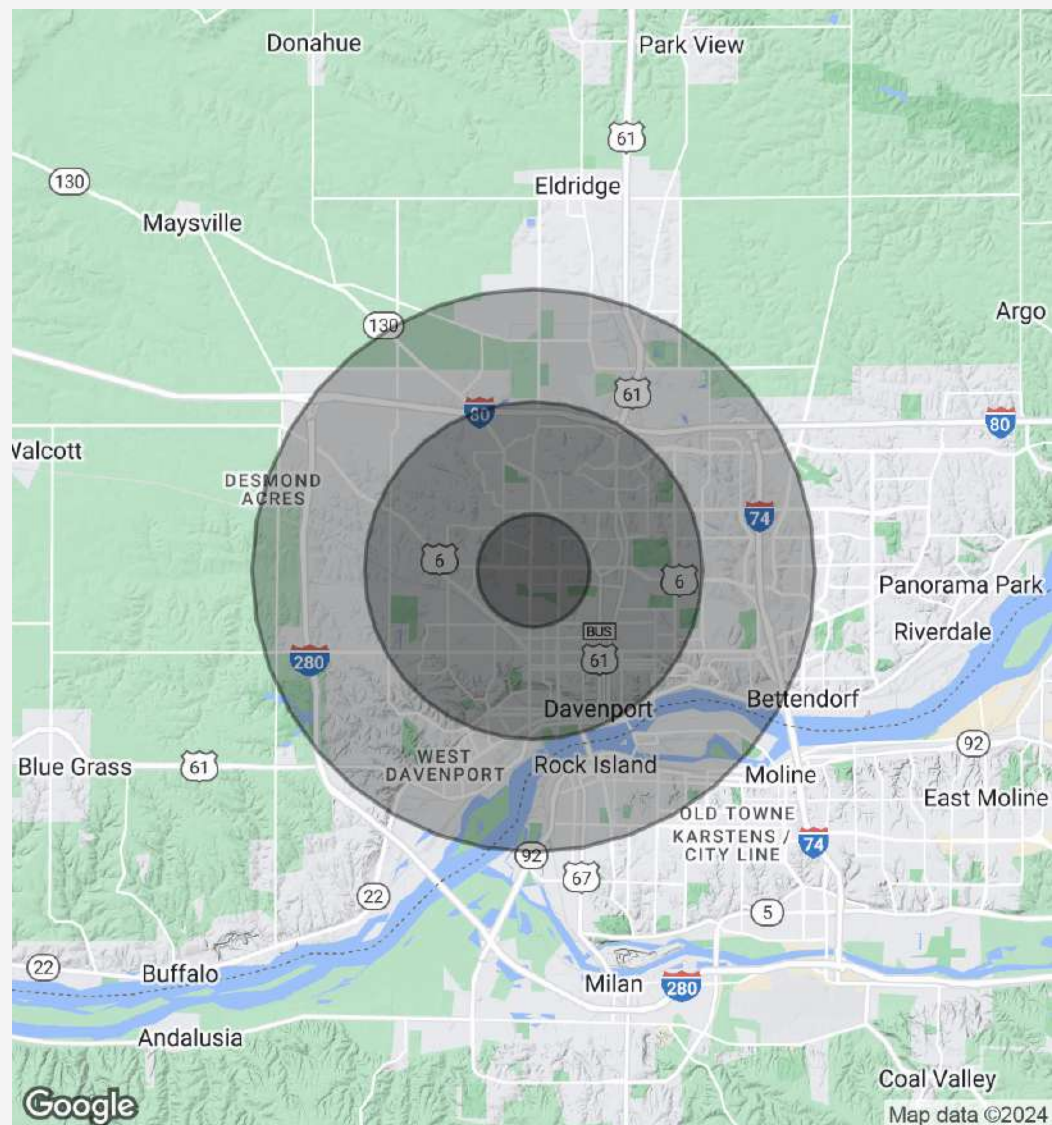 Donahue
Park View
61
130
Eldridge
Maysville
Argo
130
61
80
80
Walcott
DESMOND
ACRES
74
6
6
Panorama Park
BUS
Riverdale
61
280
Bettendorf
Davenport
92
WEST
DAVENPORT
Rock Island
Blue Grass
61
Moline
East Moline
OLD TOWNE
KARSTENS /
CITY LINE
74
92
67
22
5
22
Buffalo
Milan
280
Andalusia
Coal Valley
Google
Map data ©2024